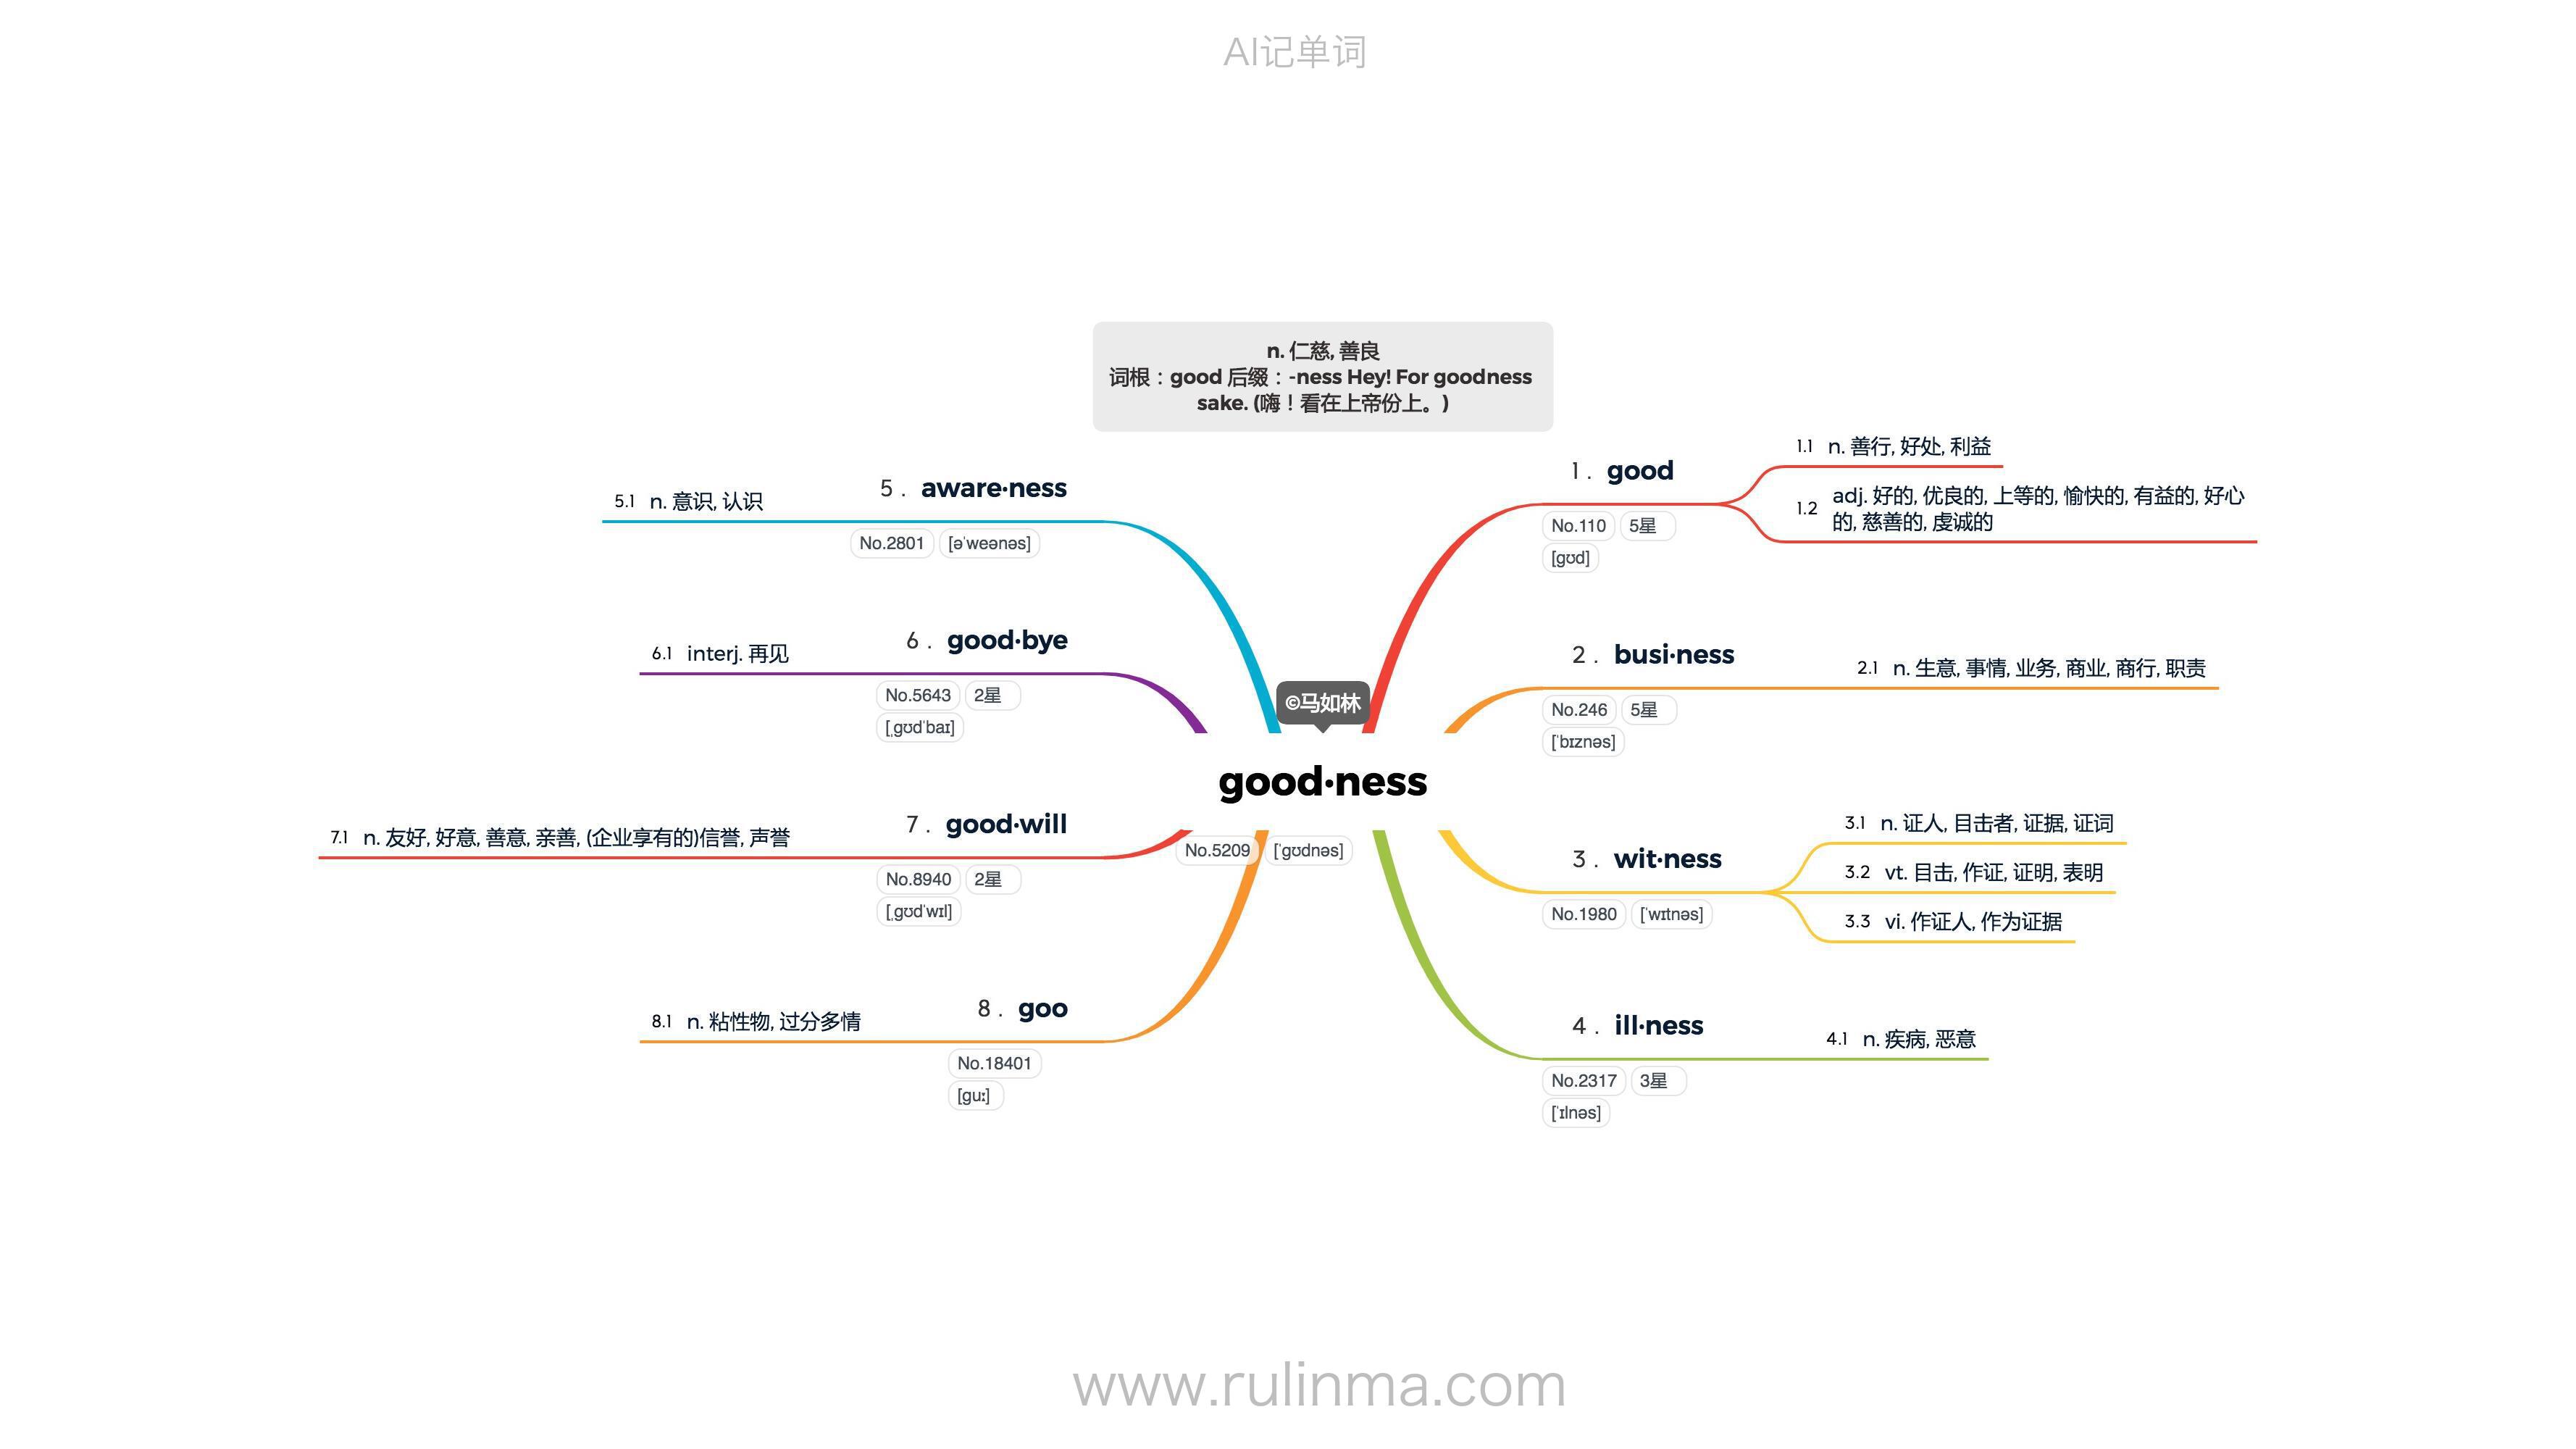 AI记单词
n. 仁慈, 善良
词根：good 后缀：-ness Hey! For goodness
sake. (嗨！看在上帝份上。)
©马如林
good·ness
No.5209 [ˈɡʊdnəs]
1 . good
No.110 5星
[ɡʊd]
1.1 n. 善行, 好处, 利益
1.2 adj. 好的, 优良的, 上等的, 愉快的, 有益的, 好心
的, 慈善的, 虔诚的
2 . busi·ness
No.246 5星
[ˈbɪznəs]
2.1 n. 生意, 事情, 业务, 商业, 商行, 职责
3 . wit·ness
No.1980 [ˈwɪtnəs]
3.1 n. 证人, 目击者, 证据, 证词
3.2 vt. 目击, 作证, 证明, 表明
3.3 vi. 作证人, 作为证据
4 . ill·ness
No.2317 3星
[ˈɪlnəs]
4.1 n. 疾病, 恶意
5 . aware·ness
No.2801 [əˈweənəs]
5.1 n. 意识, 认识
6 . good·bye
No.5643 2星
[ˌɡʊdˈbaɪ]
6.1 interj. 再见
7 . good·will
No.8940 2星
[ˌɡʊdˈwɪl]
7.1 n. 友好, 好意, 善意, 亲善, (企业享有的)信誉, 声誉
8 . goo
No.18401
[ɡuː]
8.1 n. 粘性物, 过分多情
www.rulinma.com